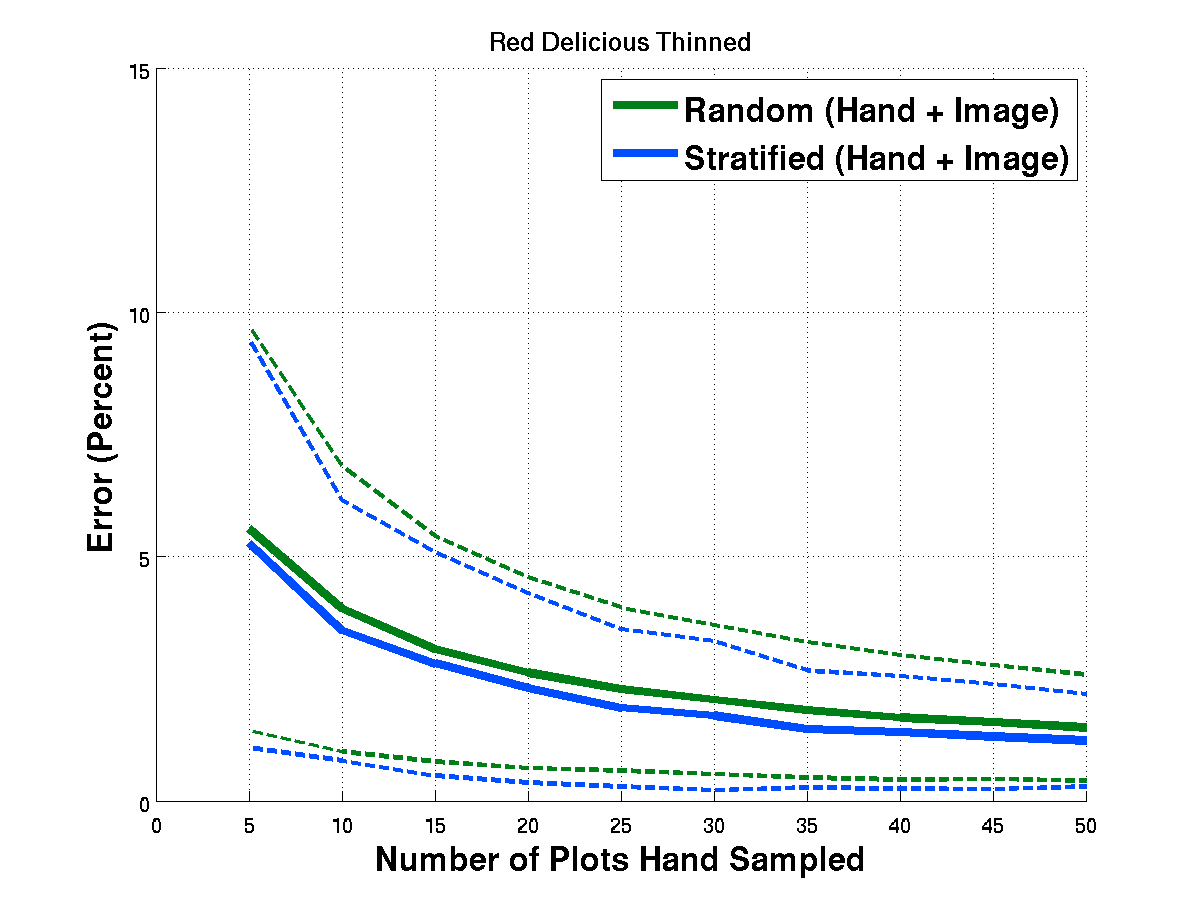 Red Delicious Thinned
Random (Hand + Image)
Stratified (Hand + Image)
Error (Percent)
15
10
5
0
0 5 10 15 20 25 30 35 40 45 50
Number of Plots Hand Sampled